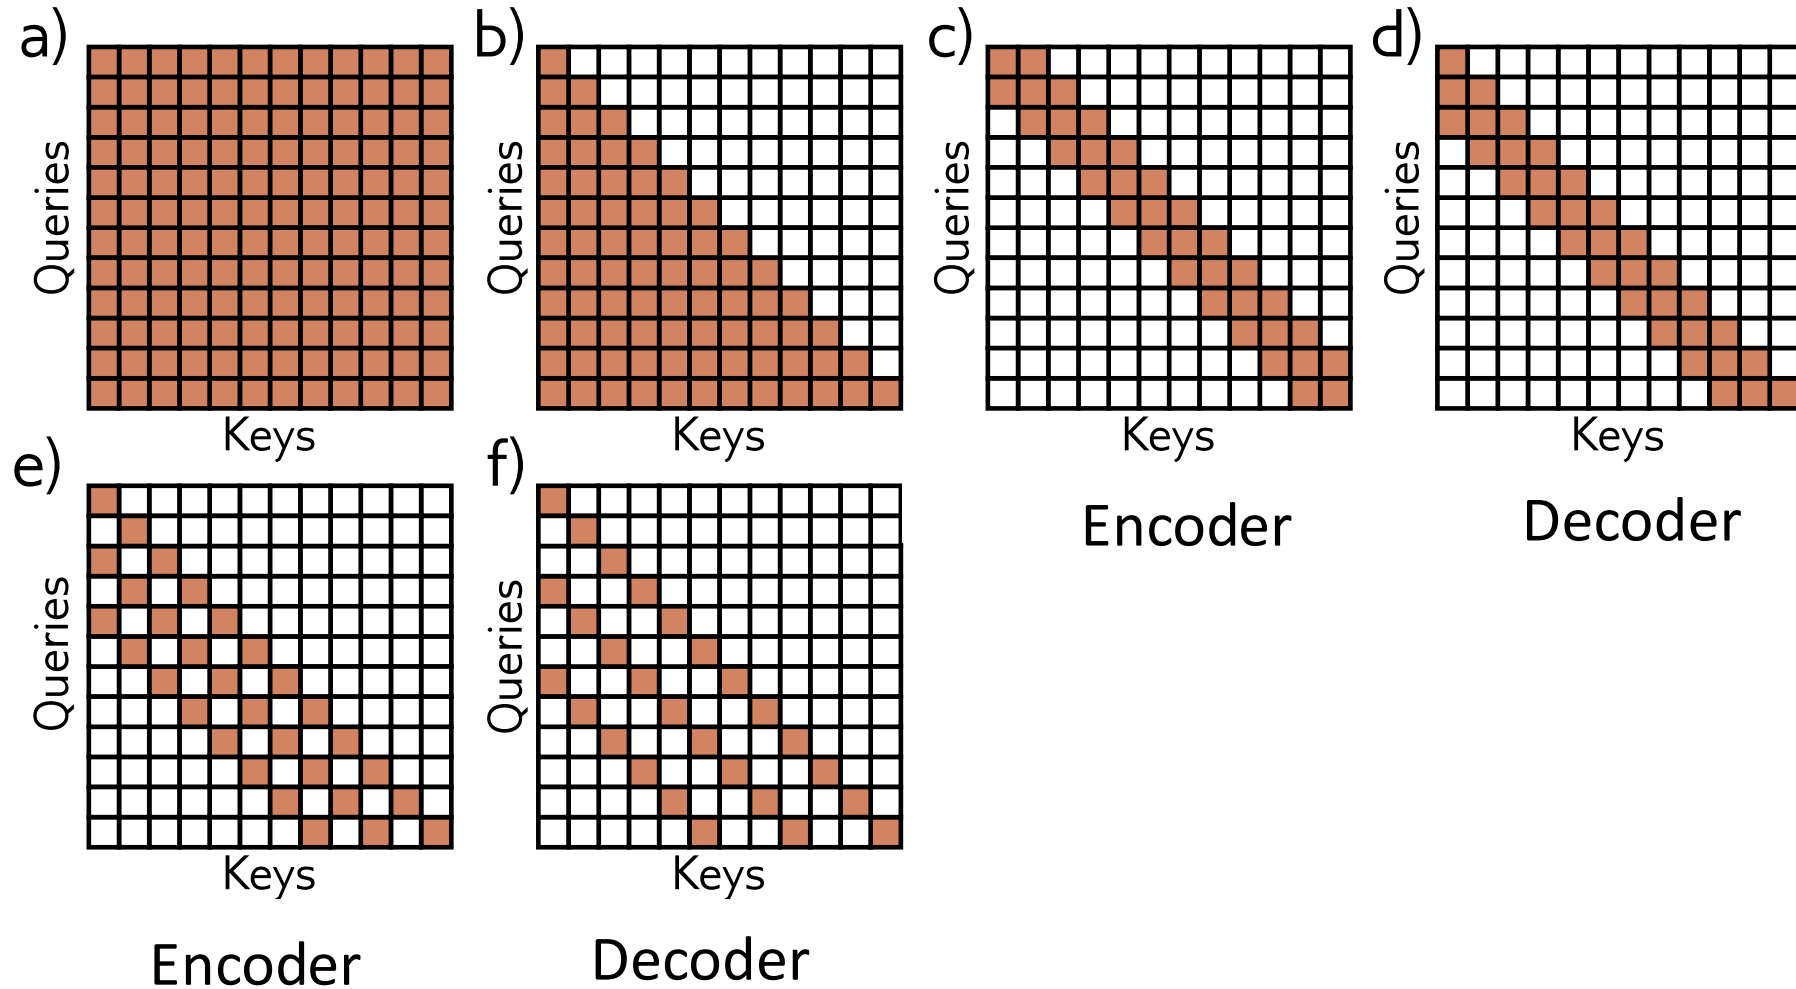 a)
b)
c)
d)
Queries
Queries
Queries
Queries
Keys
Keys
Keys
Keys
e)
f)
Encoder
Decoder
Queries
Queries
Keys
Keys
Encoder
Decoder